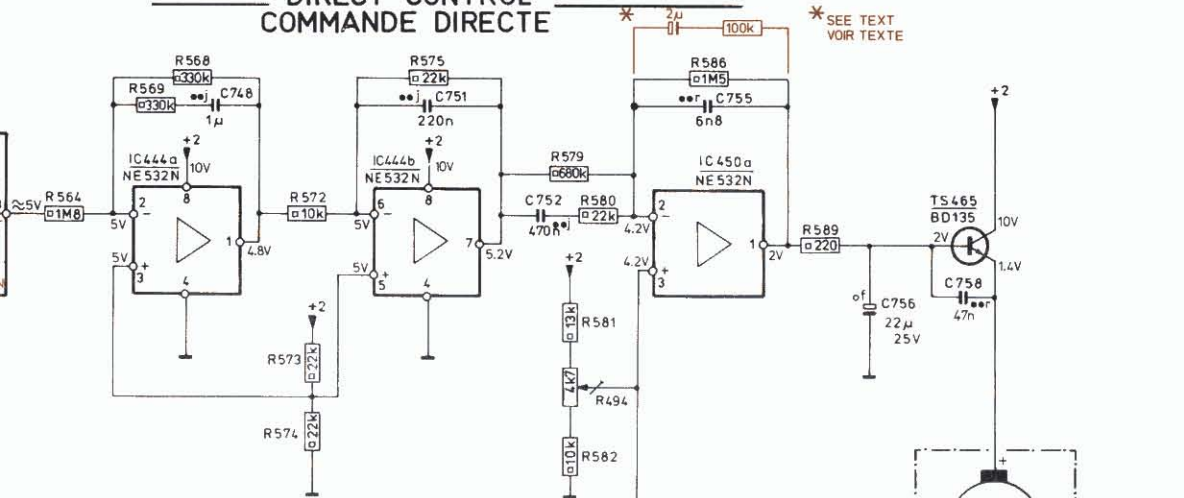 DIRECT CONTROL
COMMANDE DIRECTE
*
2µ
100k
* SEE TEXT
VOIR TEXTE
R568
330k
R569
330k
C748
1µ
R575
22k
C751
220n
R586
1M5
C755
6n8
+2
+2
+2
IC444a
NE532N
10V
8
IC444b
NE532N
10V
8
R579
680k
IC450a
NE532N
≈5V
R564
1M8
2
−
5V
R572
10k
6
−
5V
C752
470n
R580
22k
2
−
4.2V
TS465
BD135
10V
2V
1.4V
1
4.8V
7
5.2V
1
2V
R589
220
5V
+
3
4
5V
+
5
4
+2
4.2V
+
3
C758
47n
of
C756
22µ
25V
+2
R573
22k
R581
13k
4k7
R494
R574
22k
R582
10k
+